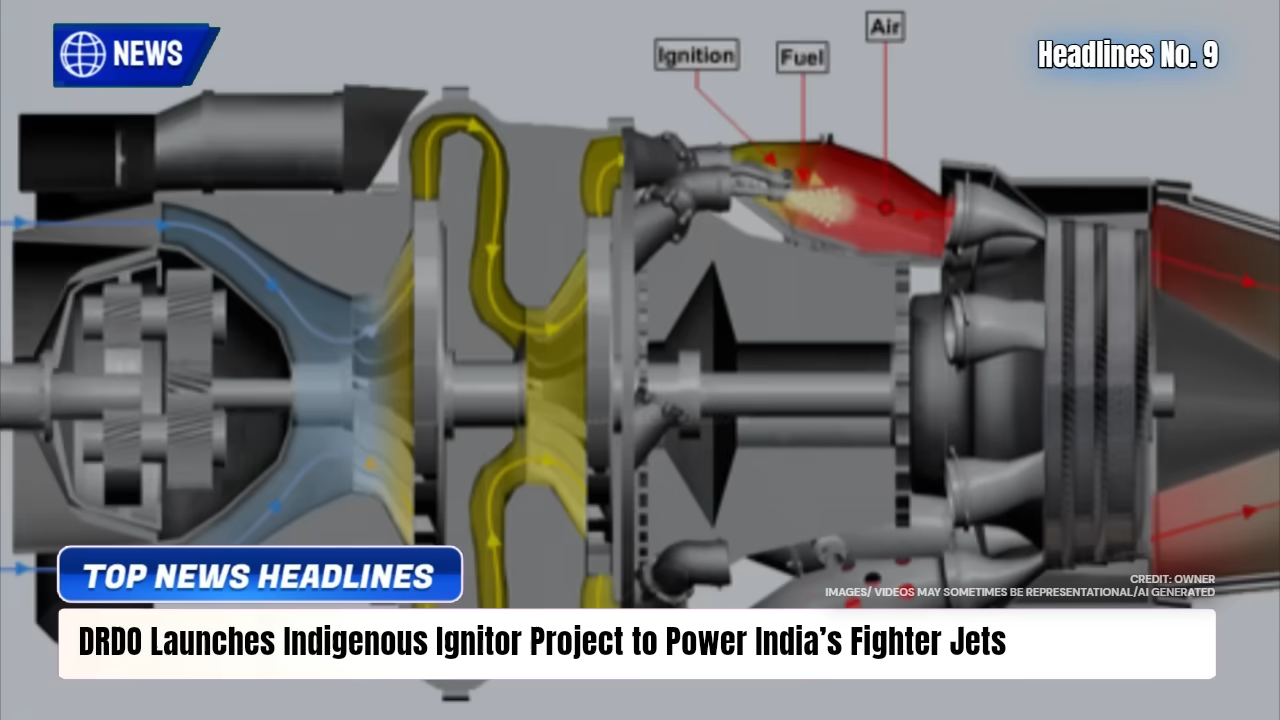 NEWS
Headlines No. 9
Air
Ignition
Fuel
TOP NEWS HEADLINES
CREDIT: OWNER
IMAGES/ VIDEOS MAY SOMETIMES BE REPRESENTATIONAL/AI GENERATED
DRDO Launches Indigenous Ignitor Project to Power India’s Fighter Jets